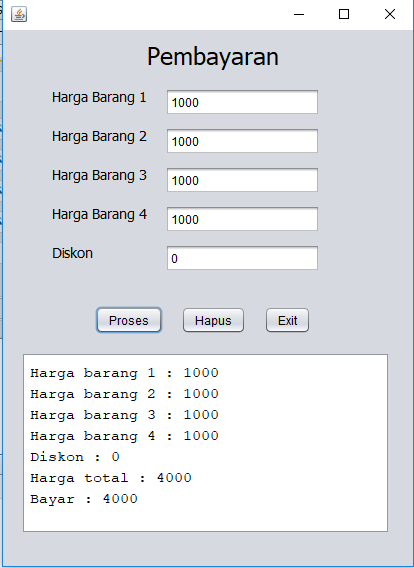 Pembayaran
Harga Barang 1 1000
Harga Barang 2 1000
Harga Barang 3 1000
Harga Barang 4 1000
Diskon 0
Proses Hapus Exit
Harga barang 1 : 1000
Harga barang 2 : 1000
Harga barang 3 : 1000
Harga barang 4 : 1000
Diskon : 0
Harga total : 4000
Bayar : 4000